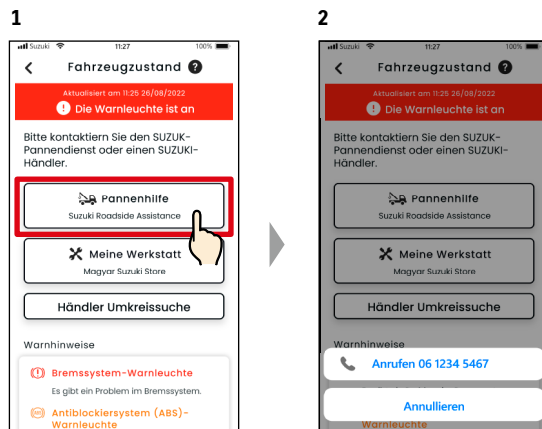 1
Suzuki 11:27 100%
Fahrzeugzustand ?
Aktualisiert am 11:25 26/08/2022
! Die Warnleuchte ist an
Bitte kontaktiern Sie den SUZUK-
Pannendienst oder einen SUZUKI-
Händler.
Pannenhilfe
Suzuki Roadside Assistance
Meine Werkstatt
Magyar Suzuki Store
Händler Umkreissuche
Warnhinweise
Bremssystem-Warnleuchte
Es gibt ein Problem im Bremssystem.
Antiblockiersystem (ABS)-
Warnleuchte
2
Suzuki 11:27 100%
Fahrzeugzustand ?
Aktualisiert am 11:25 26/08/2022
! Die Warnleuchte ist an
Bitte kontaktiern Sie den SUZUK-
Pannendienst oder einen SUZUKI-
Händler.
Pannenhilfe
Suzuki Roadside Assistance
Meine Werkstatt
Magyar Suzuki Store
Händler Umkreissuche
Warnhinweise
Anrufen 06 1234 5467
Annullieren
Warnleuchte